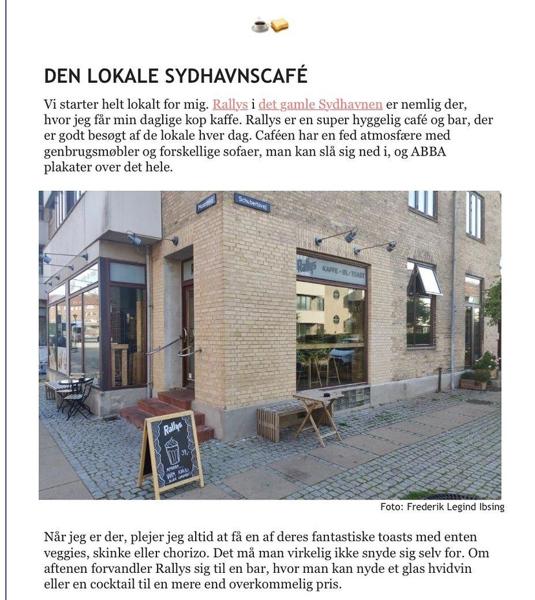 DEN LOKALE SYDHAVNSCAFÉ
Vi starter helt lokalt for mig. Rallys i det gamle Sydhavnen er nemlig der,
hvor jeg får min daglige kop kaffe. Rallys er en super hyggelig café og bar, der
er godt besøgt af de lokale hver dag. Caféen har en fed atmosfære med
genbrugsmøbler og forskellige sofaer, man kan slå sig ned i, og ABBA
plakater over det hele.
Schubertsvej
Rallys KAFFE-ØL-TOAST
Rallys
Foto: Frederik Legind Ibsing
Når jeg er der, plejer jeg altid at få en af deres fantastiske toasts med enten
veggies, skinke eller chorizo. Det må man virkelig ikke snyde sig selv for. Om
aftenen forvandler Rallys sig til en bar, hvor man kan nyde et glas hvidvin
eller en cocktail til en mere end overkommelig pris.